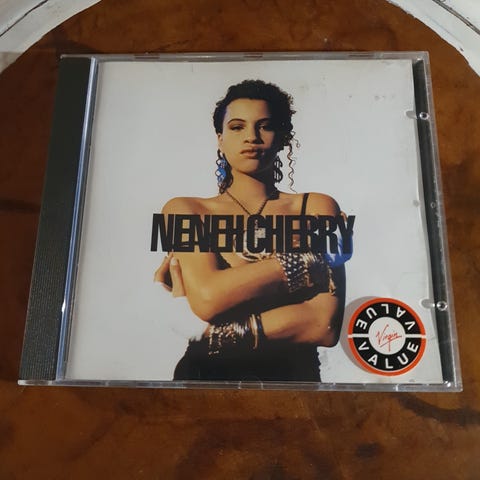 NENEH CHERRY
VALUE
Virgin
VALUE